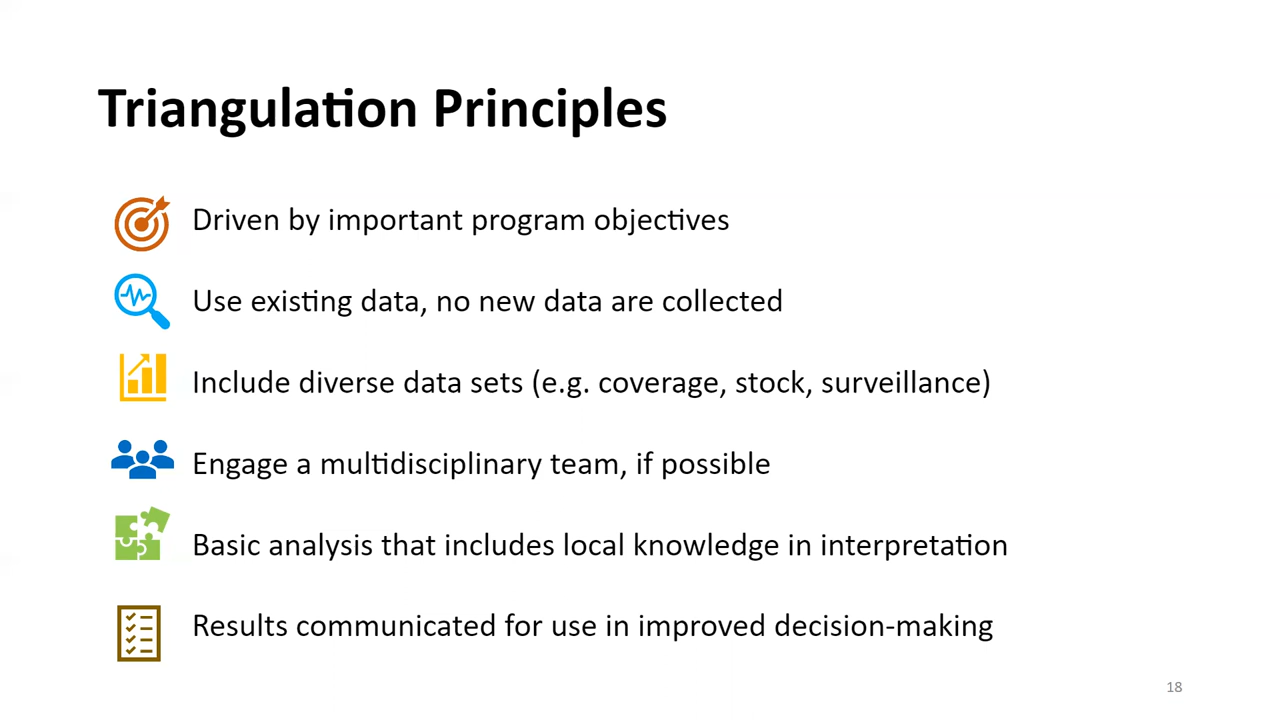 Triangulation Principles
Driven by important program objectives
Use existing data, no new data are collected
Include diverse data sets (e.g. coverage, stock, surveillance)
Engage a multidisciplinary team, if possible
Basic analysis that includes local knowledge in interpretation
Results communicated for use in improved decision-making
18